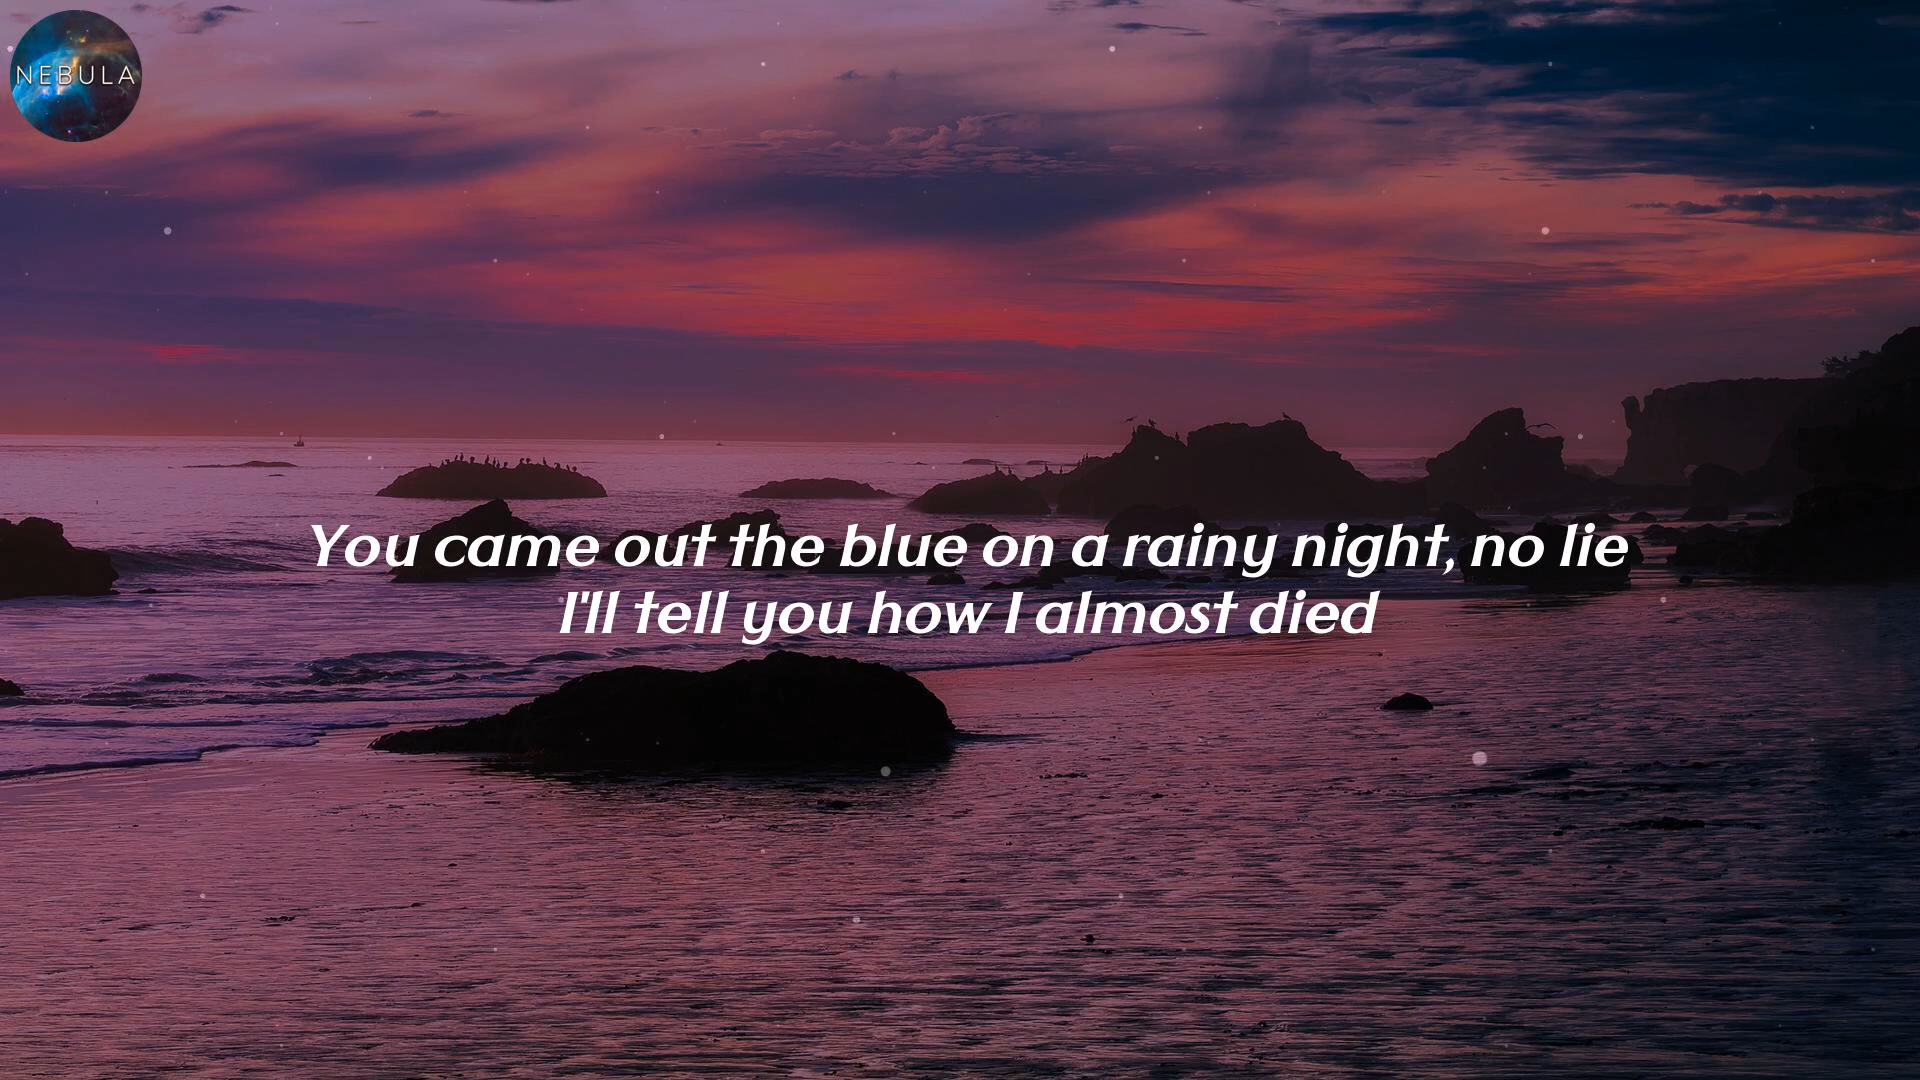 NEBULA
You came out the blue on a rainy night, no lie
I'll tell you how I almost died